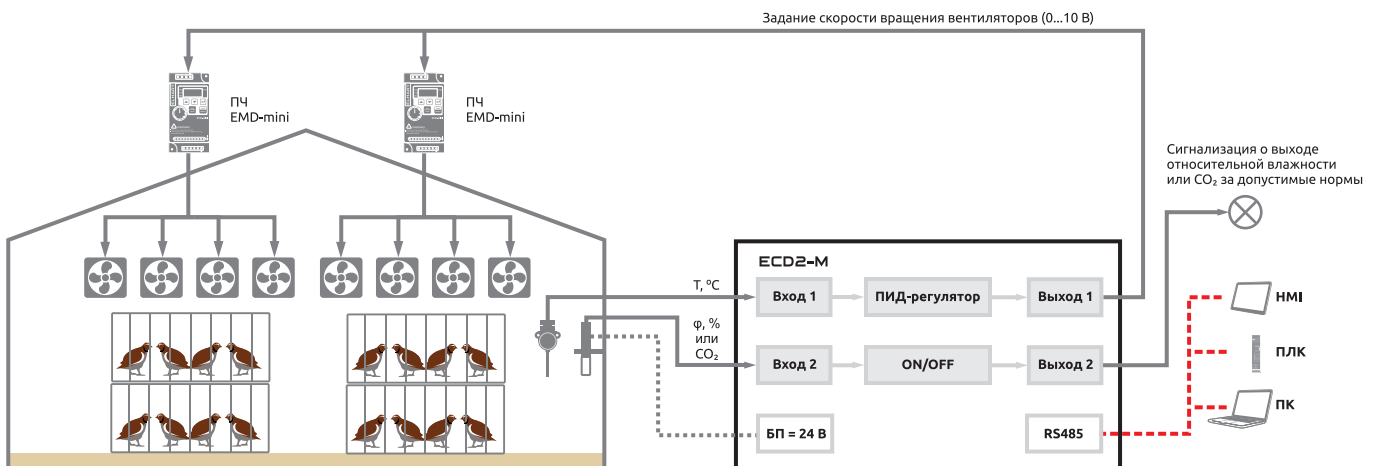 Задание скорости вращения вентиляторов (0...10 В)
ПЧ
EMD-mini
ПЧ
EMD-mini
Сигнализация о выходе
относительной влажности
или CO₂ за допустимые нормы
ECD2-M
T, ºC
Вход 1
ПИД-регулятор
Выход 1
φ, %
или
CO₂
Вход 2
ON/OFF
Выход 2
БП = 24 В
RS485
HMI
ПЛК
ПК